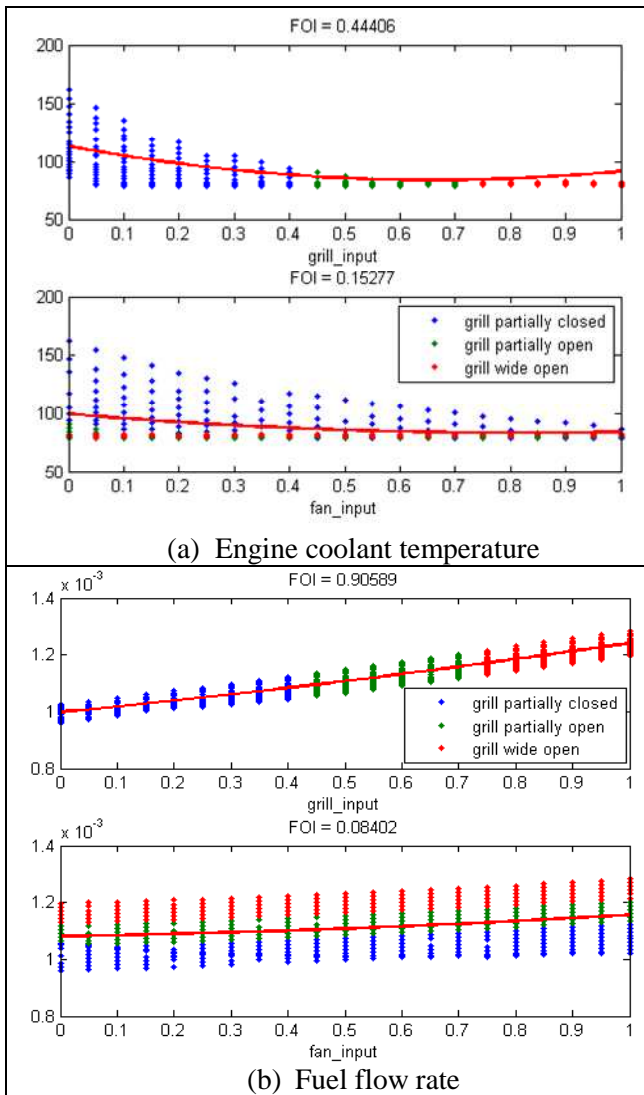 FOI = 0.44406
200
150
100
50
0 0.1 0.2 0.3 0.4 0.5 0.6 0.7 0.8 0.9 1
grill_input
FOI = 0.15277
200
150
100
50
grill partially closed
grill partially open
grill wide open
0 0.1 0.2 0.3 0.4 0.5 0.6 0.7 0.8 0.9 1
fan_input
(a) Engine coolant temperature
x 10⁻³
FOI = 0.90589
1.4
1.2
1
0.8
grill partially closed
grill partially open
grill wide open
0 0.1 0.2 0.3 0.4 0.5 0.6 0.7 0.8 0.9 1
grill_input
x 10⁻³
FOI = 0.08402
1.4
1.2
1
0.8
0 0.1 0.2 0.3 0.4 0.5 0.6 0.7 0.8 0.9 1
fan_input
(b) Fuel flow rate